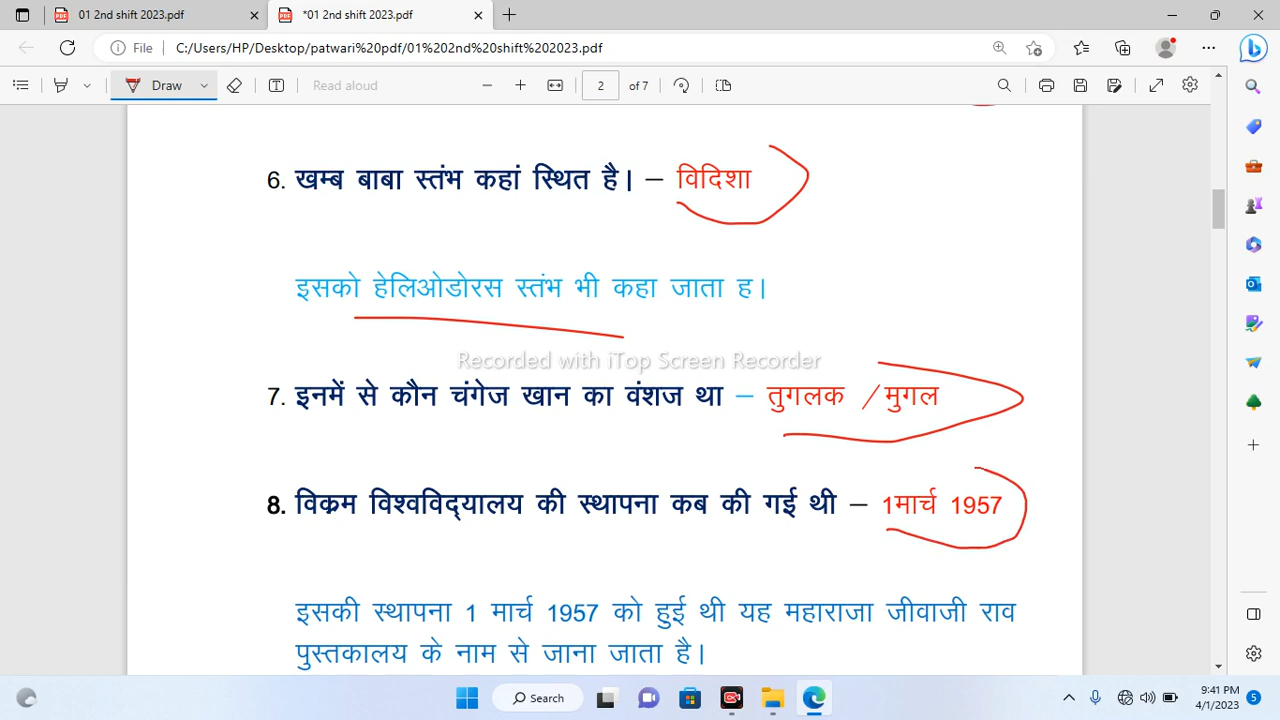 01 2nd shift 2023.pdf
*01 2nd shift 2023.pdf
File C:/Users/HP/Desktop/patwari%20pdf/01%202nd%20shift%202023.pdf
Draw Read aloud 2 of 7
6. खम्ब बाबा स्तंभ कहां स्थित है। – विदिशा
इसको हेलिओडोरस स्तंभ भी कहा जाता ह।
Recorded with iTop Screen Recorder
7. इनमें से कौन चंगेज खान का वंशज था – तुगलक / मुगल
8. विक्रम विश्वविद्यालय की स्थापना कब की गई थी – 1मार्च 1957
इसकी स्थापना 1 मार्च 1957 को हुई थी यह महाराजा जीवाजी राव
पुस्तकालय के नाम से जाना जाता है।
Search
9:41 PM
4/1/2023
5